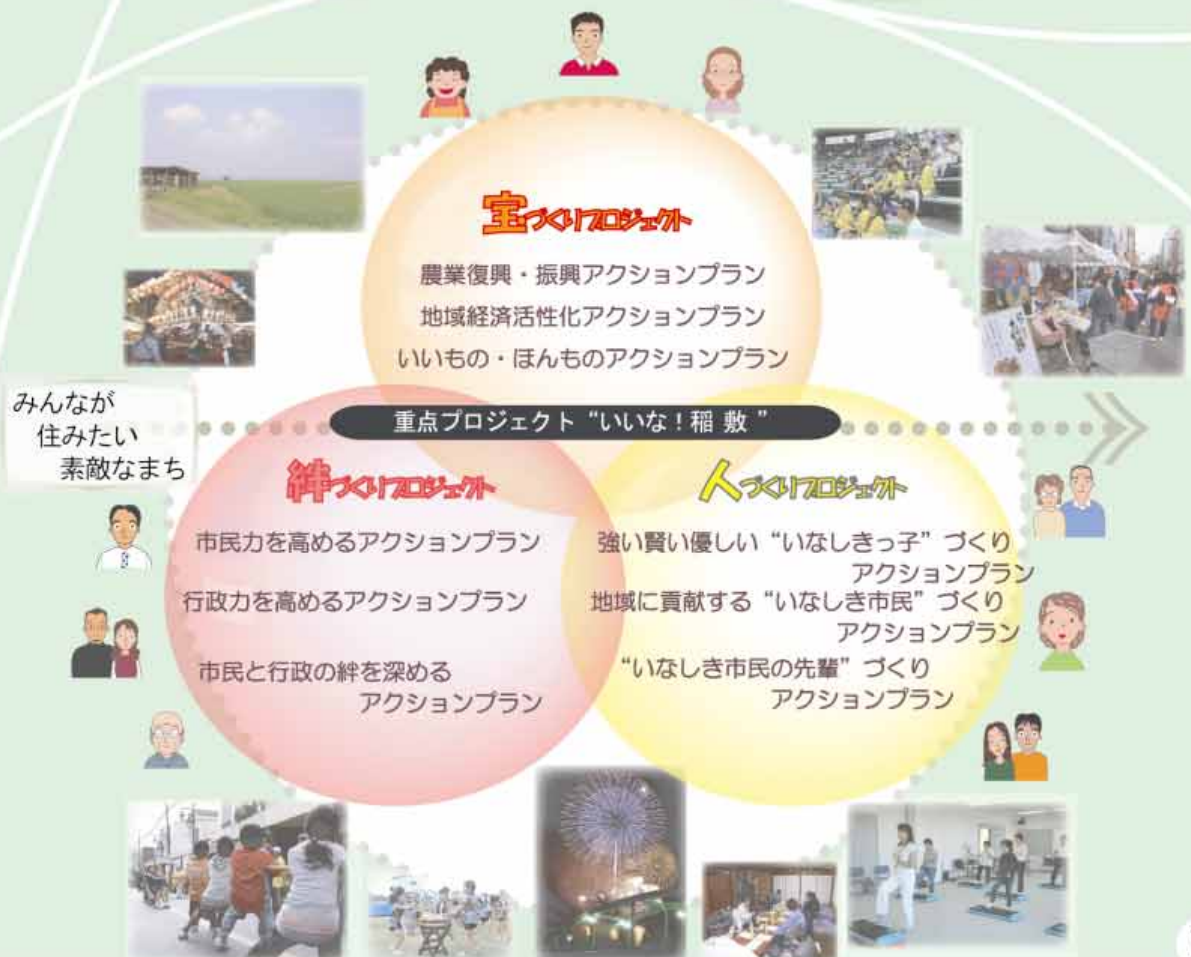 宝づくりプロジェクト
農業復興・振興アクションプラン
地域経済活性化アクションプラン
いいもの・ほんものアクションプラン
みんなが
住みたい
素敵なまち
重点プロジェクト“いいな!稲敷”
絆づくりプロジェクト
市民力を高めるアクションプラン
行政力を高めるアクションプラン
市民と行政の絆を深める
アクションプラン
人づくりプロジェクト
強い賢い優しい“いなしきっ子”づくり
アクションプラン
地域に貢献する“いなしき市民”づくり
アクションプラン
“いなしき市民の先輩”づくり
アクションプラン